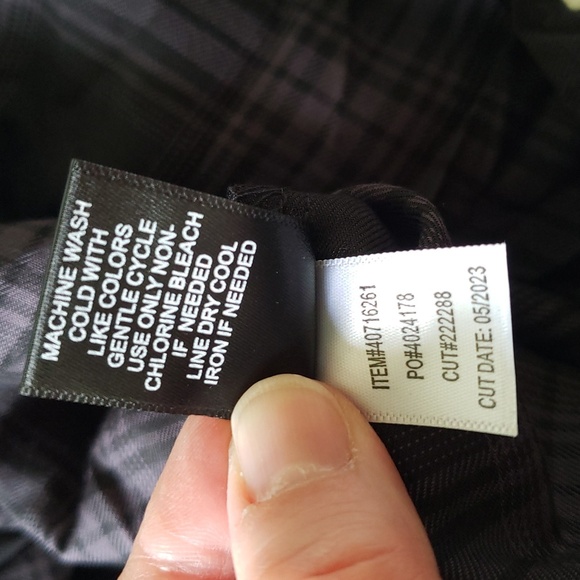 MACHINE WASH
COLD WITH
LIKE COLORS
GENTLE CYCLE
USE ONLY NON-
CHLORINE BLEACH
IF NEEDED
LINE DRY COOL
IRON IF NEEDED
ITEM#40716261
PO#4024178
CUT#222288
CUT DATE: 05/2023